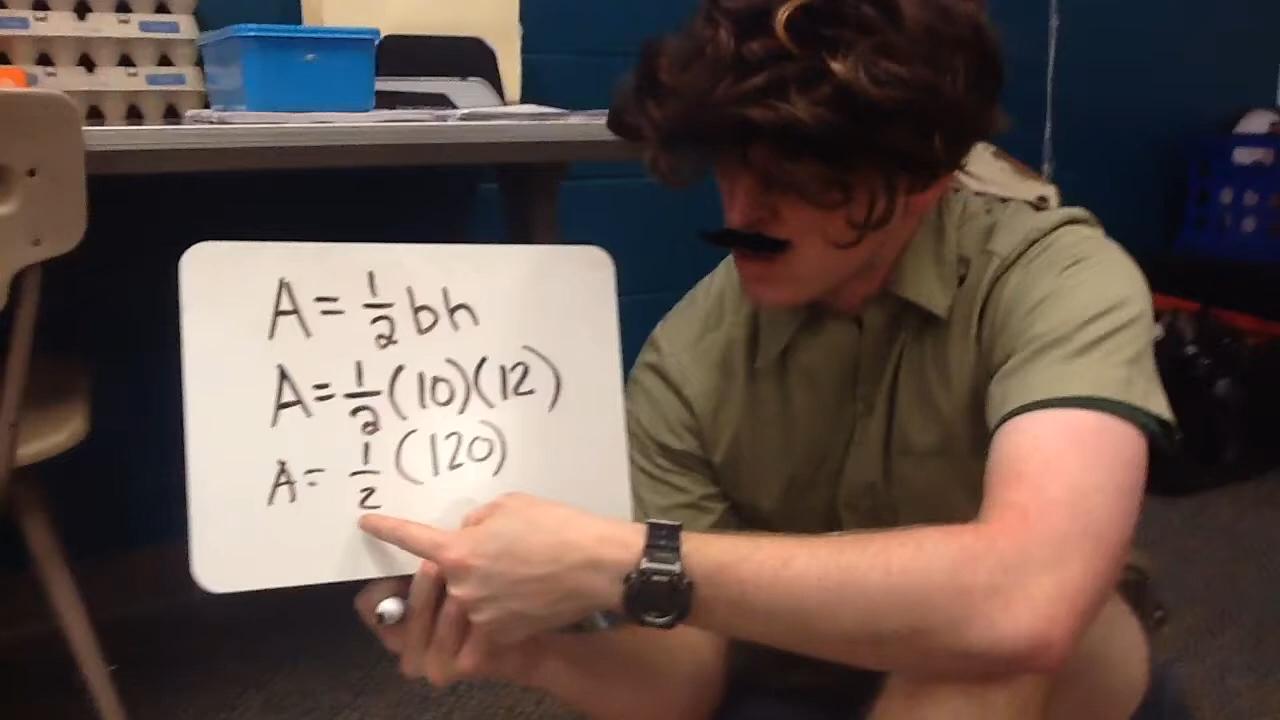 A = 1/2 bh
A = 1/2 (10)(12)
A = 1/2 (120)